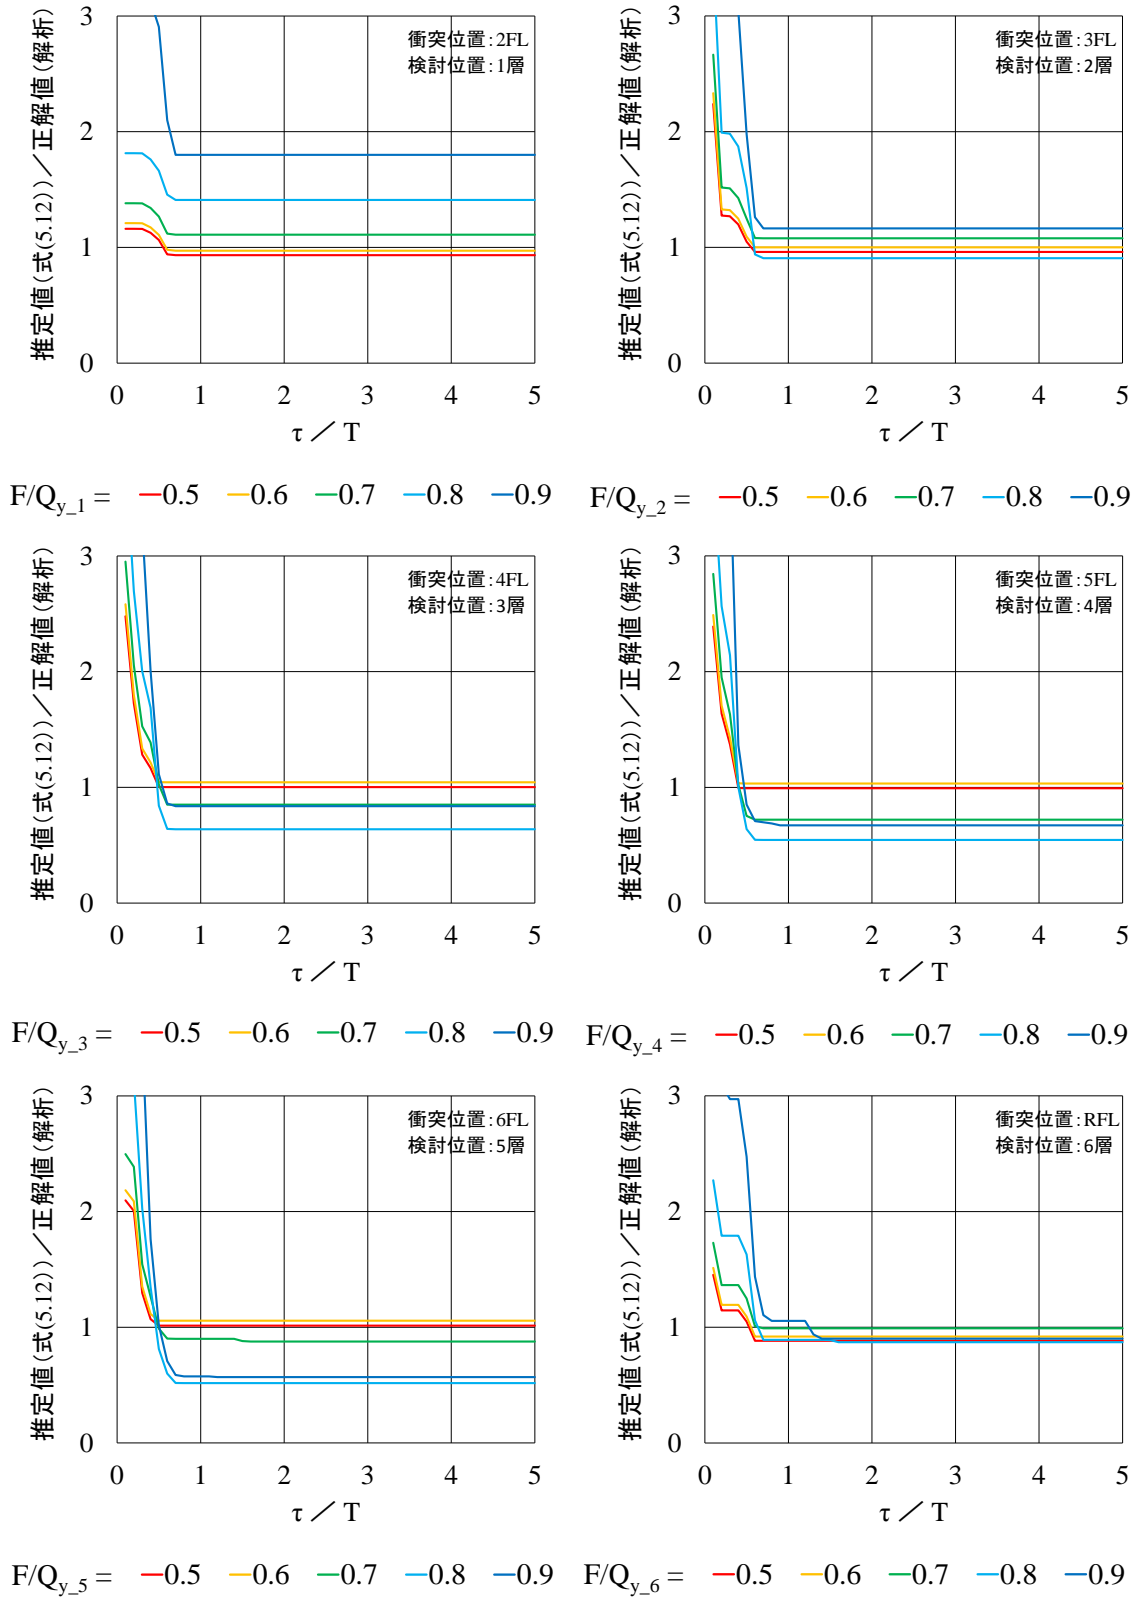 推定値(式(5.12))／正解値(解析)
3
2
1
0
衝突位置:2FL
検討位置:1層
0 1 2 3 4 5
τ／T
F/Qy_1 = 0.5 0.6 0.7 0.8 0.9
推定値(式(5.12))／正解値(解析)
3
2
1
0
衝突位置:3FL
検討位置:2層
0 1 2 3 4 5
τ／T
F/Qy_2 = 0.5 0.6 0.7 0.8 0.9
推定値(式(5.12))／正解値(解析)
3
2
1
0
衝突位置:4FL
検討位置:3層
0 1 2 3 4 5
τ／T
F/Qy_3 = 0.5 0.6 0.7 0.8 0.9
推定値(式(5.12))／正解値(解析)
3
2
1
0
衝突位置:5FL
検討位置:4層
0 1 2 3 4 5
τ／T
F/Qy_4 = 0.5 0.6 0.7 0.8 0.9
推定値(式(5.12))／正解値(解析)
3
2
1
0
衝突位置:6FL
検討位置:5層
0 1 2 3 4 5
τ／T
F/Qy_5 = 0.5 0.6 0.7 0.8 0.9
推定値(式(5.12))／正解値(解析)
3
2
1
0
衝突位置:RFL
検討位置:6層
0 1 2 3 4 5
τ／T
F/Qy_6 = 0.5 0.6 0.7 0.8 0.9